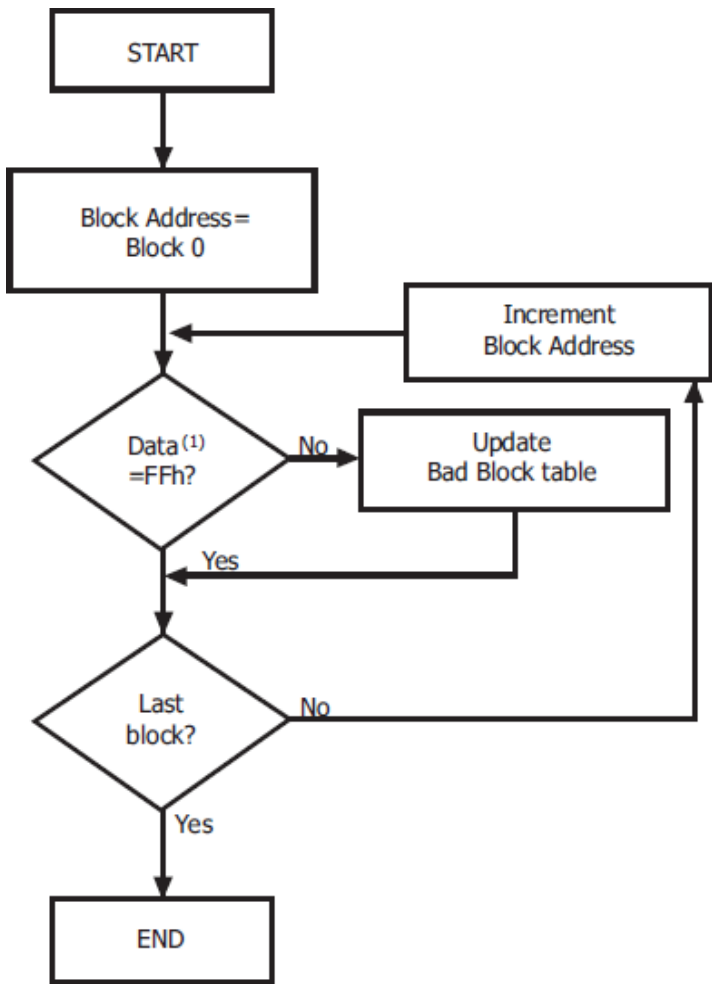 START
Block Address=
Block 0
Increment
Block Address
Data(1)
=FFh?
No
Update
Bad Block table
Yes
Last
block?
No
Yes
END